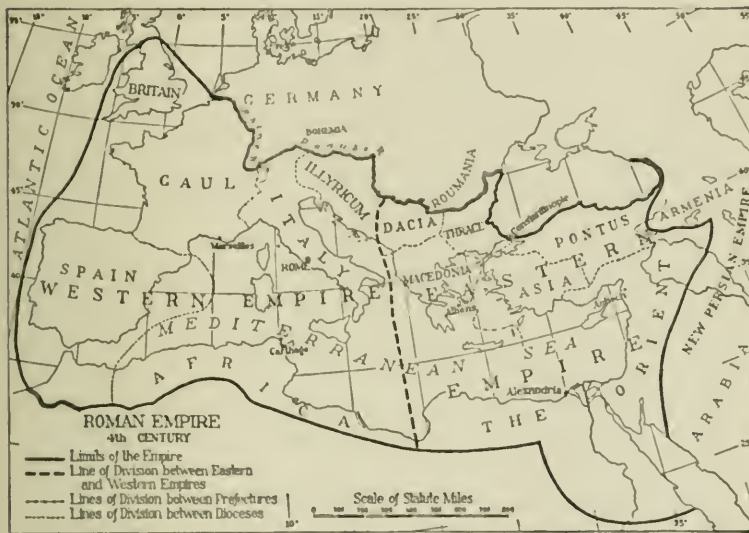 ATLANTIC OCEAN
BRITAIN
GERMANY
BOHEMIA
Danube
GAUL
ILLYRICUM
ITALY
ROUMANIA
DACIA
THRACE
Constantinople
PONTUS
ARMENIA
Marseilles
ROME
SPAIN
MACEDONIA
ASIA
WESTERN EMPIRE
EASTERN EMPIRE
Athens
Antioch
NEW PERSIAN EMPIRE
MEDITERRANEAN SEA
Carthage
AFRICA
Alexandria
THE ORIENT
ARABIA
ROMAN EMPIRE
4th CENTURY
Limits of the Empire
Line of Division between Eastern
and Western Empires
Lines of Division between Prefectures
Lines of Division between Dioceses
Scale of Statute Miles